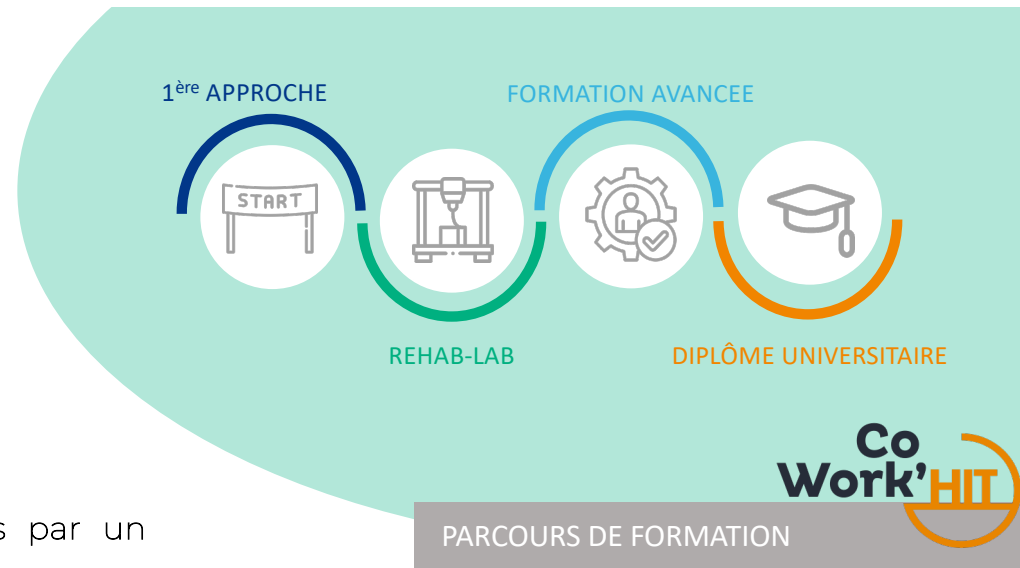 1ère APPROCHE
FORMATION AVANCEE
START
REHAB-LAB
DIPLÔME UNIVERSITAIRE
Co
Work'HIT
par un
PARCOURS DE FORMATION